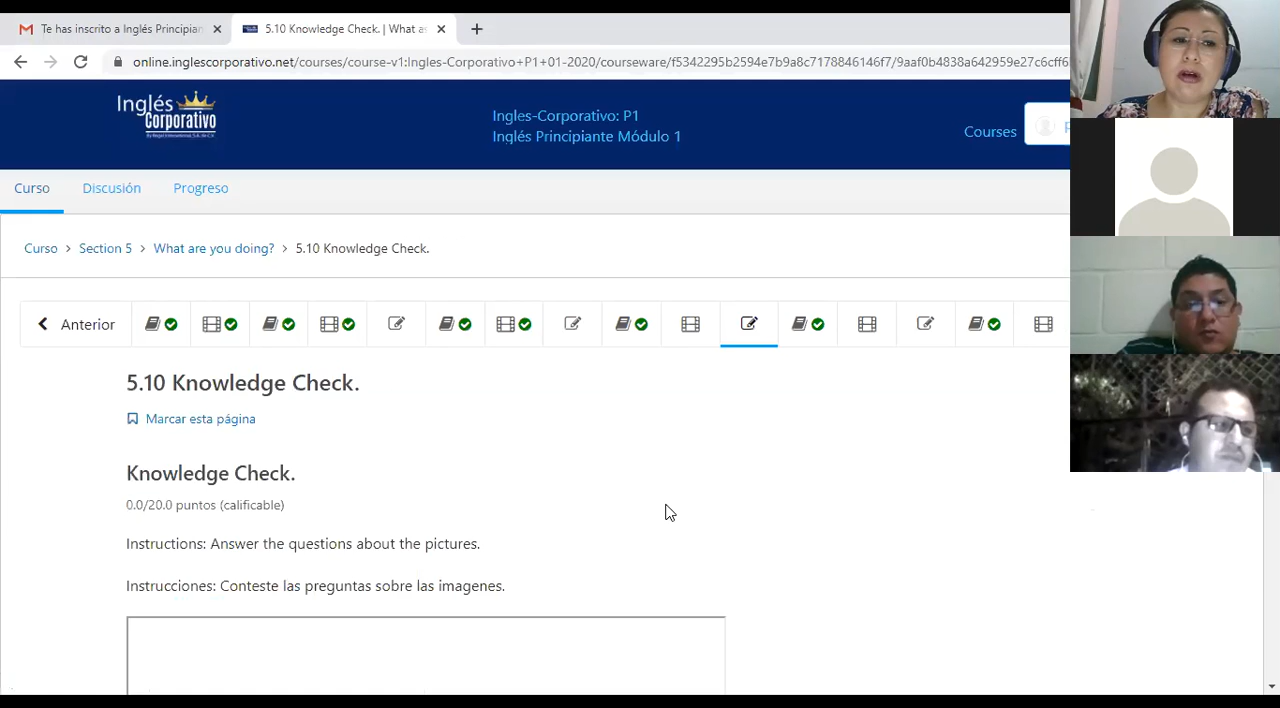 Te has inscrito a Inglés Principian
5.10 Knowledge Check. | What a
online.inglescorporativo.net/courses/course-v1:Ingles-Corporativo+P1+01-2020/courseware/f5342295b2594e7b9a8c7178846146f7/9aaf0b4838a642959e27c6cff6
Inglés
Corporativo
Ingles-Corporativo: P1
Inglés Principiante Módulo 1
Courses
Curso Discusión Progreso
Curso > Section 5 > What are you doing? > 5.10 Knowledge Check.
Anterior
5.10 Knowledge Check.
Marcar esta página
Knowledge Check.
0.0/20.0 puntos (calificable)
Instructions: Answer the questions about the pictures.
Instrucciones: Conteste las preguntas sobre las imagenes.